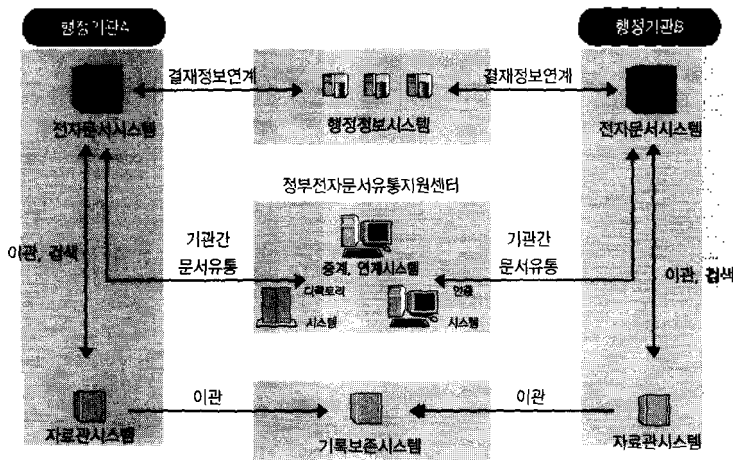 행정기관A
행정기관B
결재정보연계
결재정보연계
전자문서시스템
행정정보시스템
전자문서시스템
정부전자문서유통지원센터
기관간
문서유통
기관간
문서유통
이관, 검색
중계, 연계시스템
이관, 검색
디렉토리
시스템
인증
시스템
이관
이관
자료관시스템
기록보존시스템
자료관시스템